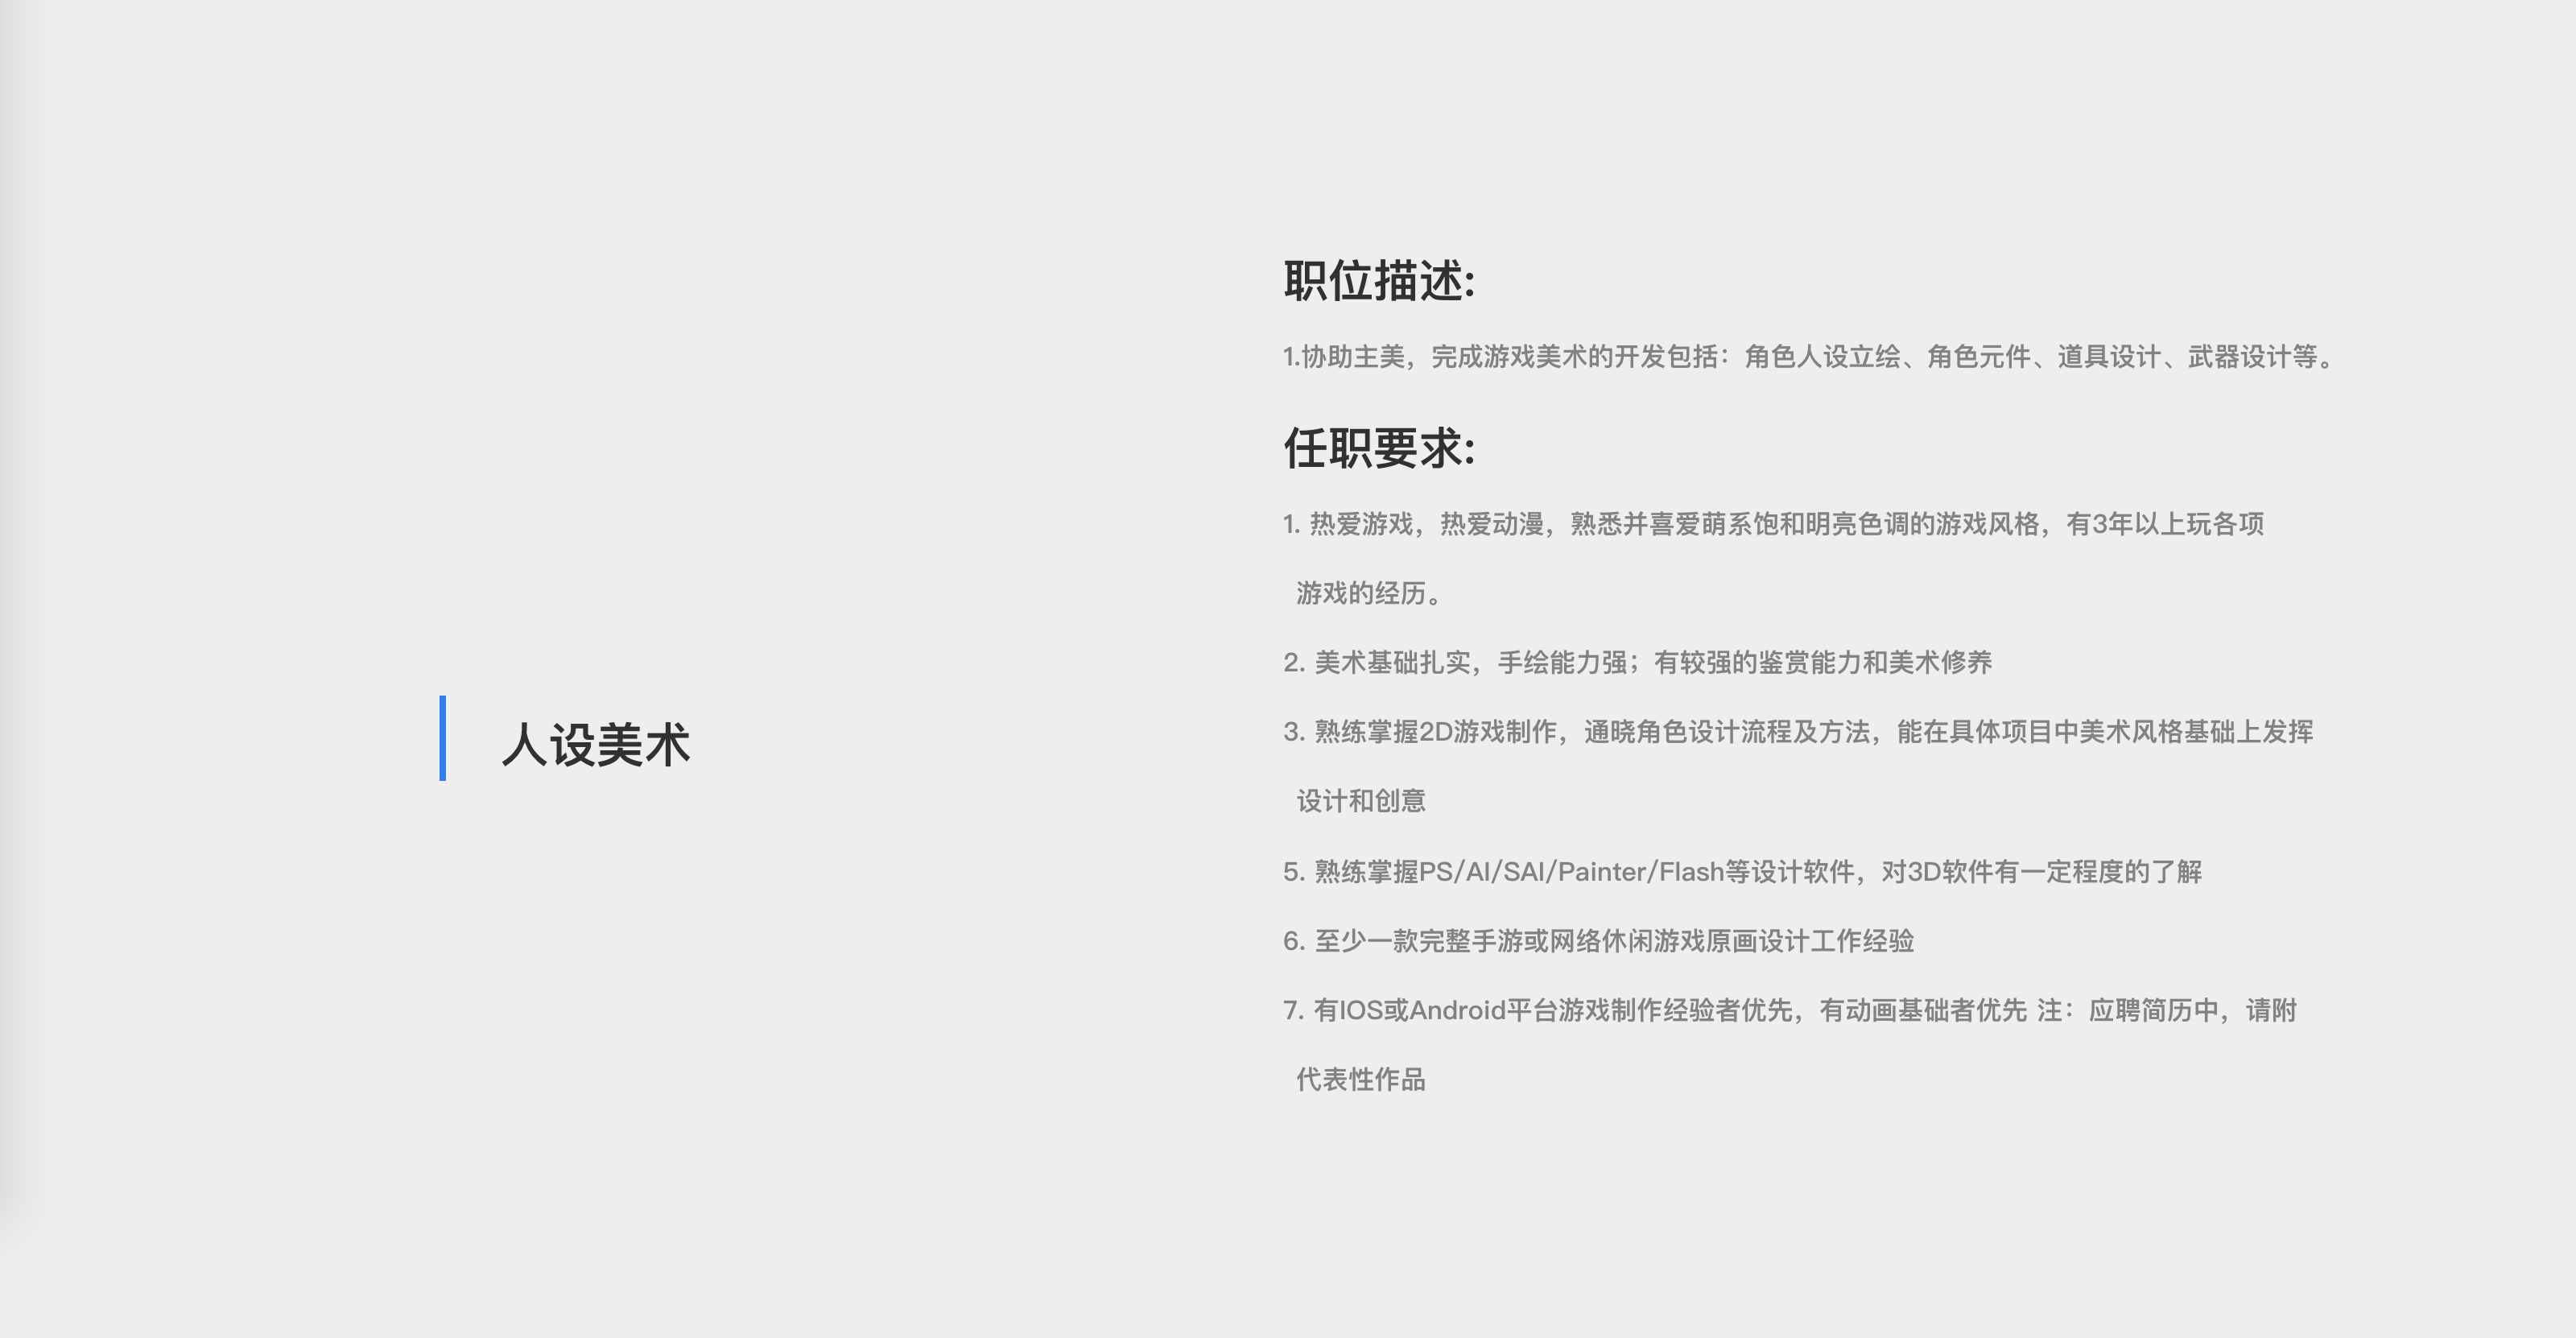 人设美术
职位描述:
1.协助主美，完成游戏美术的开发包括：角色人设立绘、角色元件、道具设计、武器设计等。
任职要求:
1. 热爱游戏，热爱动漫，熟悉并喜爱萌系饱和明亮色调的游戏风格，有3年以上玩各项
游戏的经历。
2. 美术基础扎实，手绘能力强；有较强的鉴赏能力和美术修养
3. 熟练掌握2D游戏制作，通晓角色设计流程及方法，能在具体项目中美术风格基础上发挥
设计和创意
5. 熟练掌握PS/AI/SAI/Painter/Flash等设计软件，对3D软件有一定程度的了解
6. 至少一款完整手游或网络休闲游戏原画设计工作经验
7. 有IOS或Android平台游戏制作经验者优先，有动画基础者优先 注：应聘简历中，请附
代表性作品